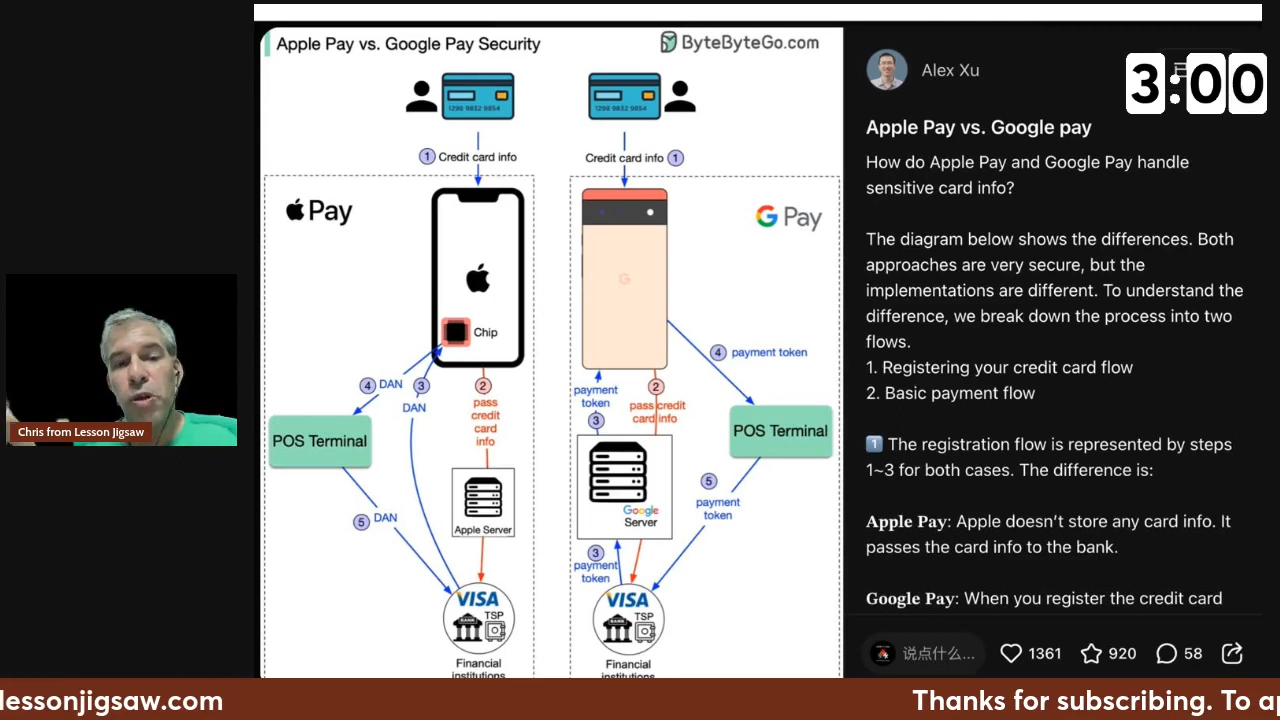 Apple Pay vs. Google Pay Security
ByteByteGo.com
1290 9832 9854
1290 9832 9854
1 Credit card info
Credit card info 1
Pay
G Pay
G
Chip
4 DAN
3
DAN
2
pass
credit
card
info
POS Terminal
5 DAN
Apple Server
VISA
BANK
TSP
Financial
institutions
4 payment token
payment
token
3
2
pass credit
card info
POS Terminal
5
payment
token
Google
Server
3
payment
token
VISA
BANK
TSP
Financial
institutions
Alex Xu
3:00
Apple Pay vs. Google pay
How do Apple Pay and Google Pay handle
sensitive card info?
The diagram below shows the differences. Both
approaches are very secure, but the
implementations are different. To understand the
difference, we break down the process into two
flows.
1. Registering your credit card flow
2. Basic payment flow
1 The registration flow is represented by steps
1~3 for both cases. The difference is:
Apple Pay: Apple doesn’t store any card info. It
passes the card info to the bank.
Google Pay: When you register the credit card
说点什么...
1361
920
58
Chris from Lesson Jigsaw
lessonjigsaw.com
Thanks for subscribing. To a